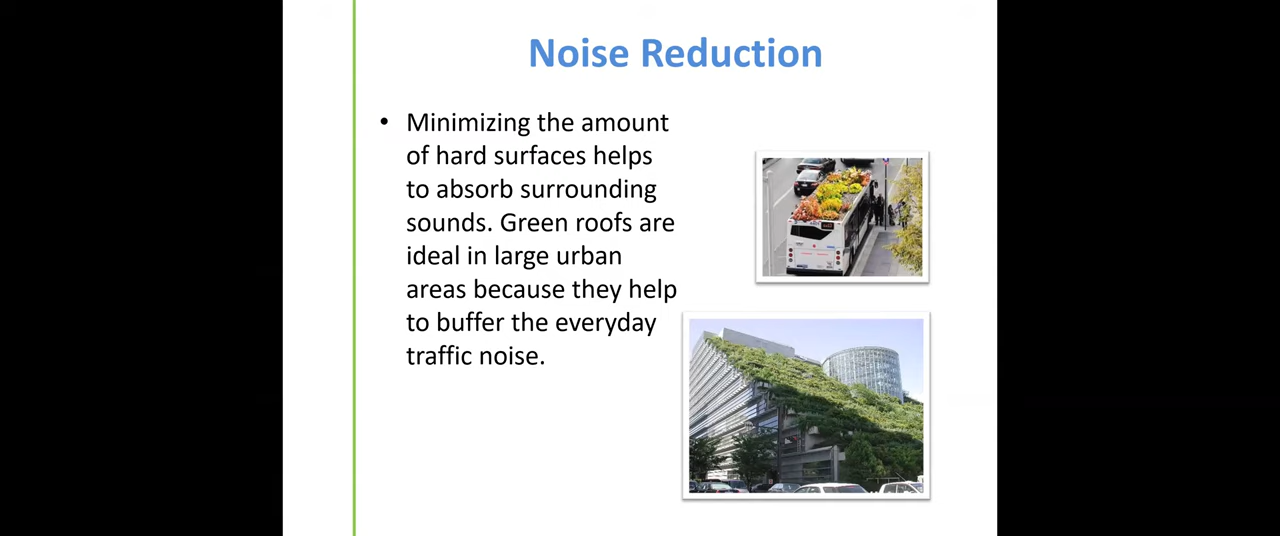 Noise Reduction
• Minimizing the amount
of hard surfaces helps
to absorb surrounding
sounds. Green roofs are
ideal in large urban
areas because they help
to buffer the everyday
traffic noise.